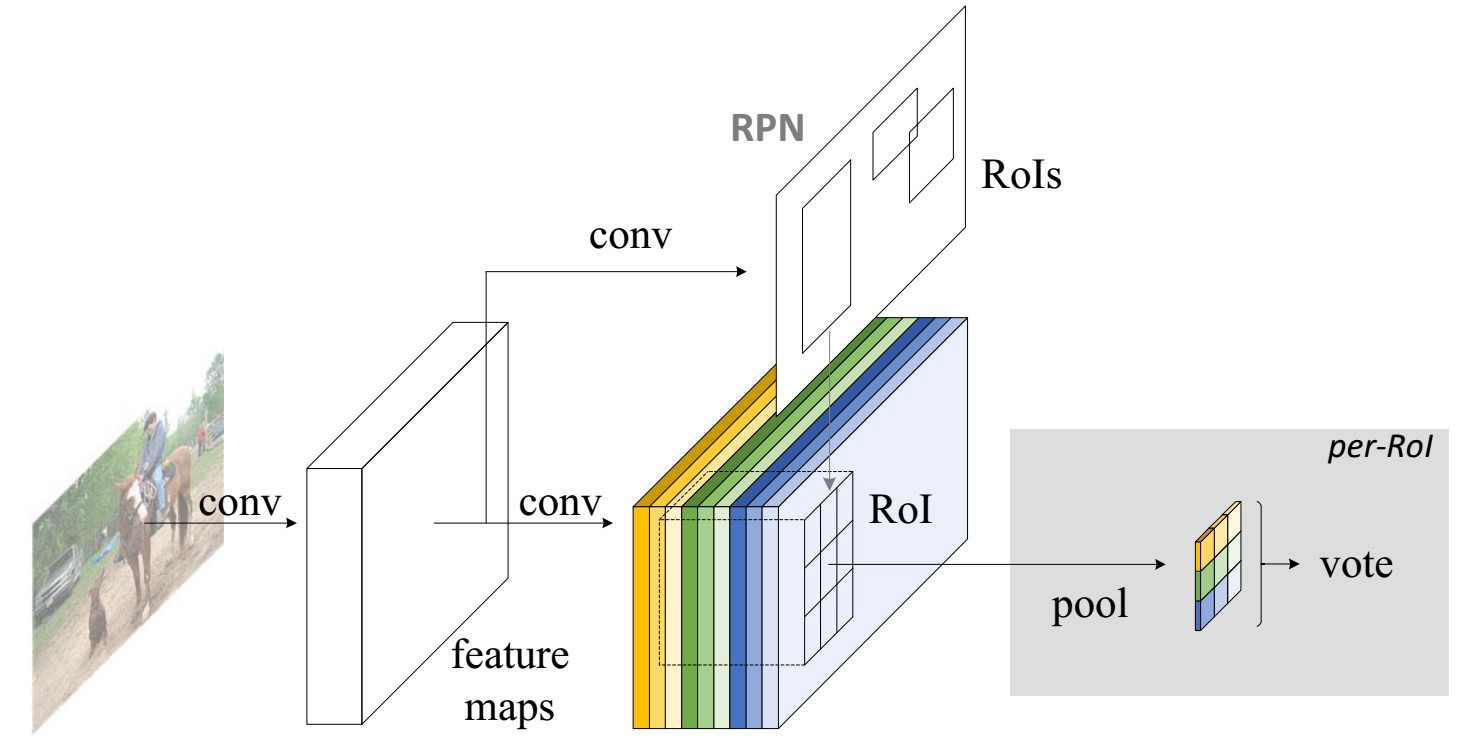 RPN
RoIs
conv
conv
conv
RoI
per-RoI
pool
vote
feature
maps